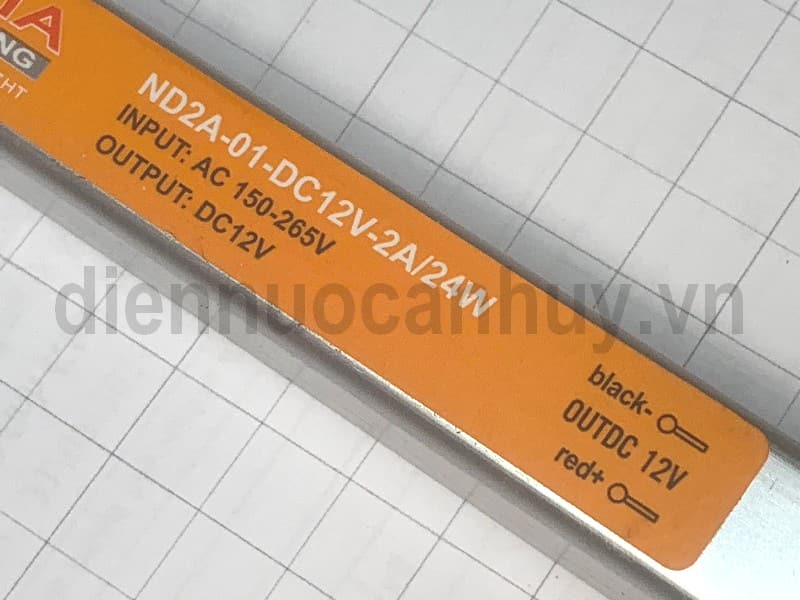 ND2A-01-DC12V-2A/24W
INPUT: AC 150-265V
OUTPUT: DC12V
diennuocanhuy.vn
black-
OUTDC 12V
red+